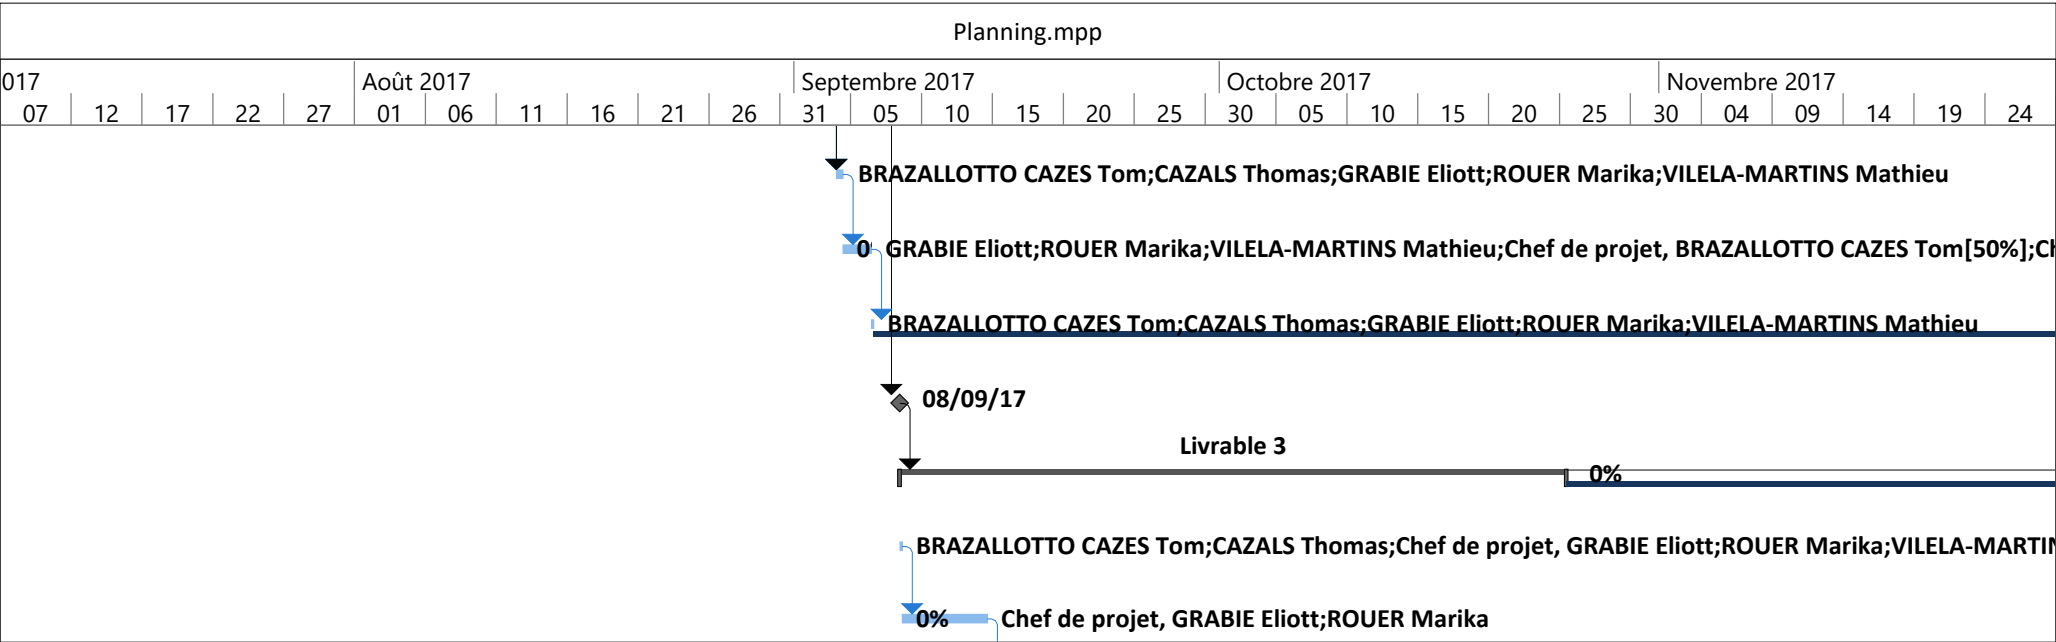 Planning.mpp
017 Août 2017 Septembre 2017 Octobre 2017 Novembre 2017
07 12 17 22 27 01 06 11 16 21 26 31 05 10 15 20 25 30 05 10 15 20 25 30 04 09 14 19 24
BRAZALLOTTO CAZES Tom;CAZALS Thomas;GRABIE Eliott;ROUER Marika;VILELA-MARTINS Mathieu
0 GRABIE Eliott;ROUER Marika;VILELA-MARTINS Mathieu;Chef de projet, BRAZALLOTTO CAZES Tom[50%];Ch
BRAZALLOTTO CAZES Tom;CAZALS Thomas;GRABIE Eliott;ROUER Marika;VILELA-MARTINS Mathieu
08/09/17
Livrable 3
0%
BRAZALLOTTO CAZES Tom;CAZALS Thomas;Chef de projet, GRABIE Eliott;ROUER Marika;VILELA-MARTIN
0% Chef de projet, GRABIE Eliott;ROUER Marika